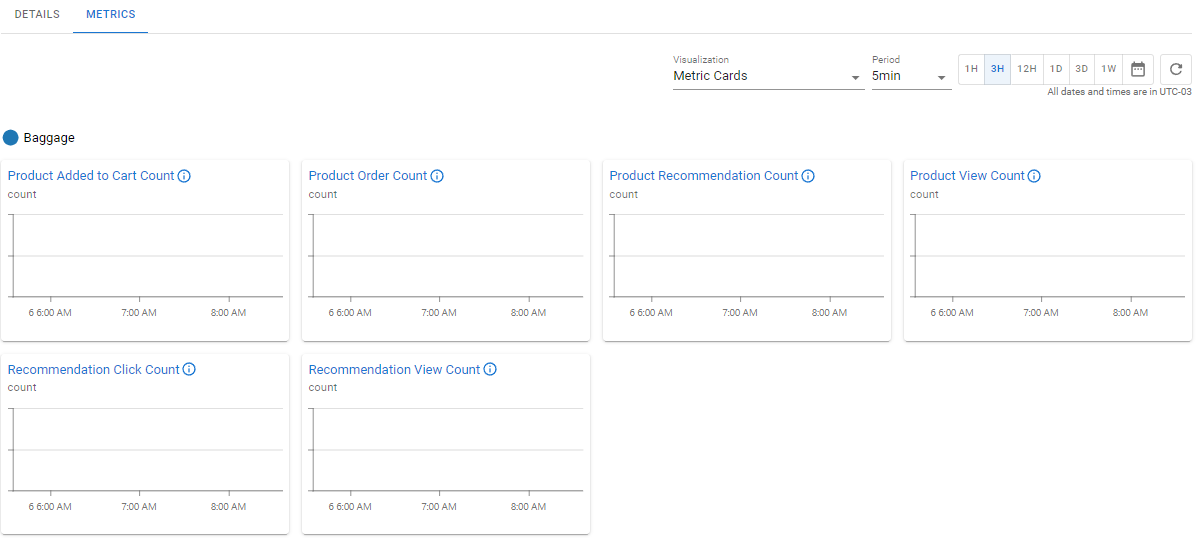 DETAILS METRICS
Visualization Period
Metric Cards 5min 1H 3H 12H 1D 3D 1W
All dates and times are in UTC-03
Baggage
Product Added to Cart Count Product Order Count Product Recommendation Count Product View Count
count count count count
6 6:00 AM 7:00 AM 8:00 AM 6 6:00 AM 7:00 AM 8:00 AM 6 6:00 AM 7:00 AM 8:00 AM 6 6:00 AM 7:00 AM 8:00 AM
Recommendation Click Count Recommendation View Count
count count
6 6:00 AM 7:00 AM 8:00 AM 6 6:00 AM 7:00 AM 8:00 AM